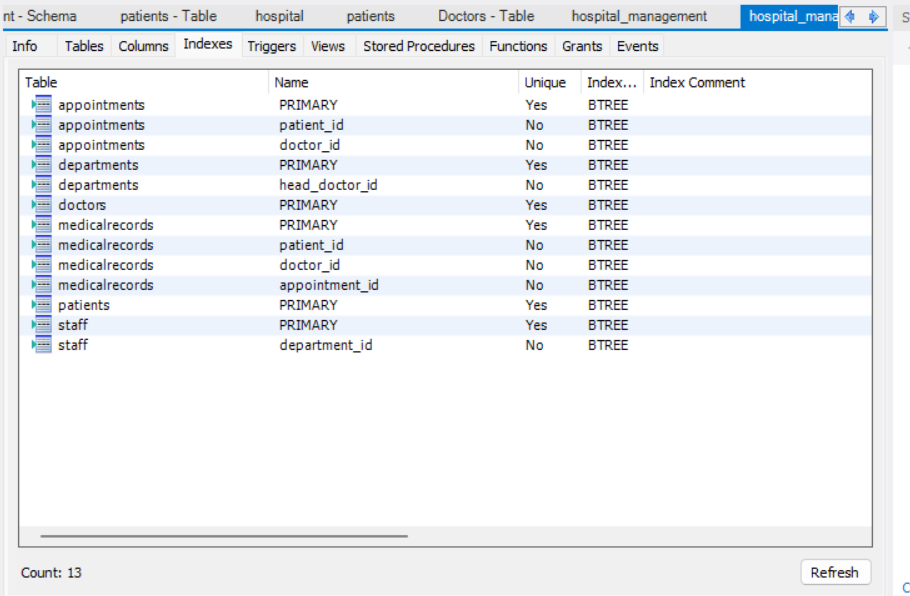 nt - Schema patients - Table hospital patients Doctors - Table hospital_management hospital_mana S
Info Tables Columns Indexes Triggers Views Stored Procedures Functions Grants Events
Table Name Unique Index... Index Comment
appointments PRIMARY Yes BTREE
appointments patient_id No BTREE
appointments doctor_id No BTREE
departments PRIMARY Yes BTREE
departments head_doctor_id No BTREE
doctors PRIMARY Yes BTREE
medicalrecords PRIMARY Yes BTREE
medicalrecords patient_id No BTREE
medicalrecords doctor_id No BTREE
medicalrecords appointment_id No BTREE
patients PRIMARY Yes BTREE
staff PRIMARY Yes BTREE
staff department_id No BTREE
Count: 13 Refresh